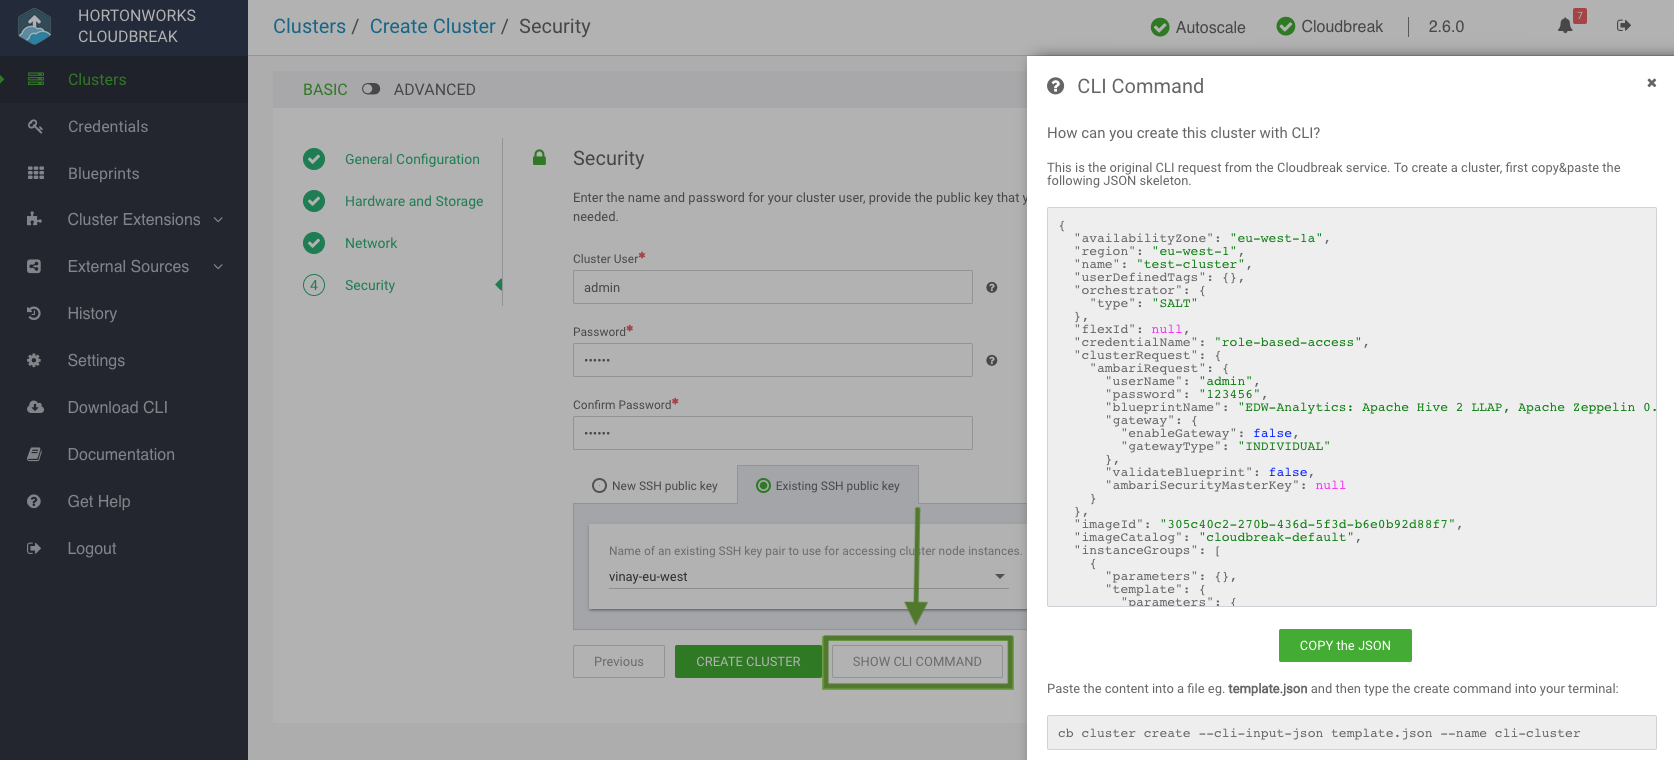 HORTONWORKS
CLOUDBREAK
Clusters
Credentials
Blueprints
Cluster Extensions
External Sources
History
Settings
Download CLI
Documentation
Get Help
Logout
Clusters / Create Cluster / Security
Autoscale Cloudbreak 2.6.0 7
BASIC ADVANCED
General Configuration
Hardware and Storage
Network
4 Security
Security
Enter the name and password for your cluster user, provide the public key that
needed.
Cluster User*
admin
Password*
••••••
Confirm Password*
••••••
New SSH public key Existing SSH public key
Name of an existing SSH key pair to use for accessing cluster node instances.
vinay-eu-west
Previous CREATE CLUSTER SHOW CLI COMMAND
CLI Command
How can you create this cluster with CLI?
This is the original CLI request from the Cloudbreak service. To create a cluster, first copy&paste the
following JSON skeleton.
{
"availabilityZone": "eu-west-1a",
"region": "eu-west-1",
"name": "test-cluster",
"userDefinedTags": {},
"orchestrator": {
"type": "SALT"
},
"flexId": null,
"credentialName": "role-based-access",
"clusterRequest": {
"ambariRequest": {
"userName": "admin",
"password": "123456",
"blueprintName": "EDW-Analytics: Apache Hive 2 LLAP, Apache Zeppelin 0.
"gateway": {
"enableGateway": false,
"gatewayType": "INDIVIDUAL"
},
"validateBlueprint": false,
"ambariSecurityMasterKey": null
}
},
"imageId": "305c40c2-270b-436d-5f3d-b6e0b92d88f7",
"imageCatalog": "cloudbreak-default",
"instanceGroups": [
{
"parameters": {},
"template": {
"parameters": {
COPY the JSON
Paste the content into a file eg. template.json and then type the create command into your terminal:
cb cluster create --cli-input-json template.json --name cli-cluster